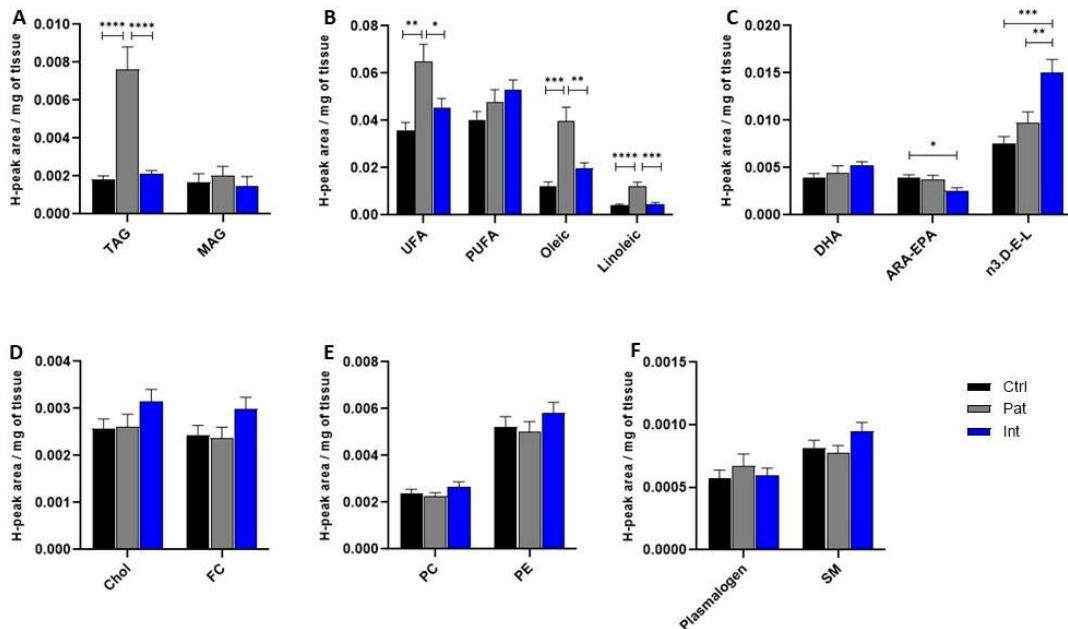 A
H-peak area / mg of tissue
0.010
0.008
0.006
0.004
0.002
0.000
**** ****
TAG
MAG
B
H-peak area / mg of tissue
0.08
0.06
0.04
0.02
0.00
** *
*** **
**** ***
UFA
PUFA
Oleic
Linoleic
C
H-peak area / mg of tissue
0.020
0.015
0.010
0.005
0.000
*
***
**
DHA
ARA-EPA
n3.D-E-L
D
H-peak area / mg of tissue
0.004
0.003
0.002
0.001
0.000
Chol
FC
E
H-peak area / mg of tissue
0.008
0.006
0.004
0.002
0.000
PC
PE
F
H-peak area / mg of tissue
0.0015
0.0010
0.0005
0.0000
Plasmalogen
SM
Ctrl
Pat
Int